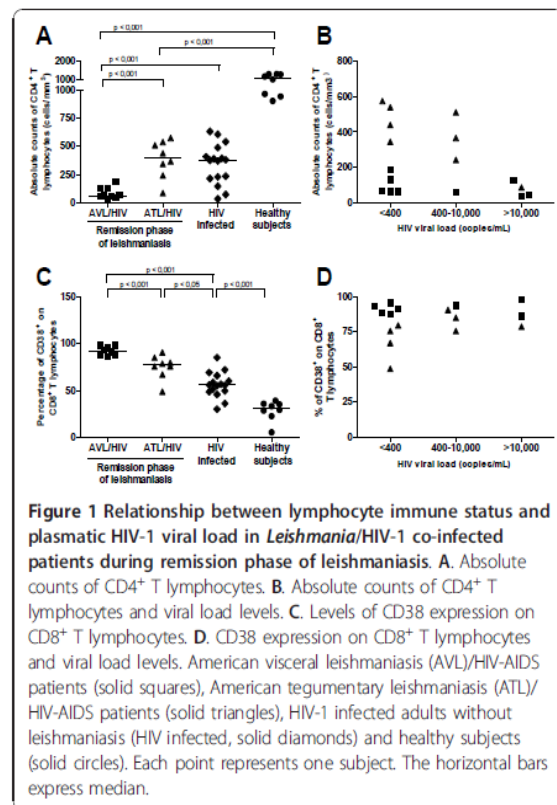 A
p < 0,001
p < 0,001
p < 0,001
p < 0,001
Absolute counts of CD4+ T
lymphocytes (cells/mm3)
2000
1000
1000
750
500
250
0
AVL/HIV
ATL/HIV
Remission phase
of leishmaniasis
HIV
infected
Healthy
subjects
B
Absolute counts of CD4+ T
lymphocytes (cells/mm3)
800
600
400
200
0
<400
400-10,000
>10,000
HIV viral load (copies/mL)
C
p < 0,001
p < 0,001
p < 0,05
p < 0,001
Percentage of CD38+ on
CD8+ T lymphocytes
150
100
50
0
AVL/HIV
ATL/HIV
Remission phase
of leishmaniasis
HIV
infected
Healthy
subjects
D
% of CD38+ on CD8+
T lymphocytes
100
75
50
25
0
<400
400-10,000
>10,000
HIV viral load (copies/mL)
Figure 1 Relationship between lymphocyte immune status and
plasmatic HIV-1 viral load in Leishmania/HIV-1 co-infected
patients during remission phase of leishmaniasis. A. Absolute
counts of CD4+ T lymphocytes. B. Absolute counts of CD4+ T
lymphocytes and viral load levels. C. Levels of CD38 expression on
CD8+ T lymphocytes. D. CD38 expression on CD8+ T lymphocytes
and viral load levels. American visceral leishmaniasis (AVL)/HIV-AIDS
patients (solid squares), American tegumentary leishmaniasis (ATL)/
HIV-AIDS patients (solid triangles), HIV-1 infected adults without
leishmaniasis (HIV infected, solid diamonds) and healthy subjects
(solid circles). Each point represents one subject. The horizontal bars
express median.